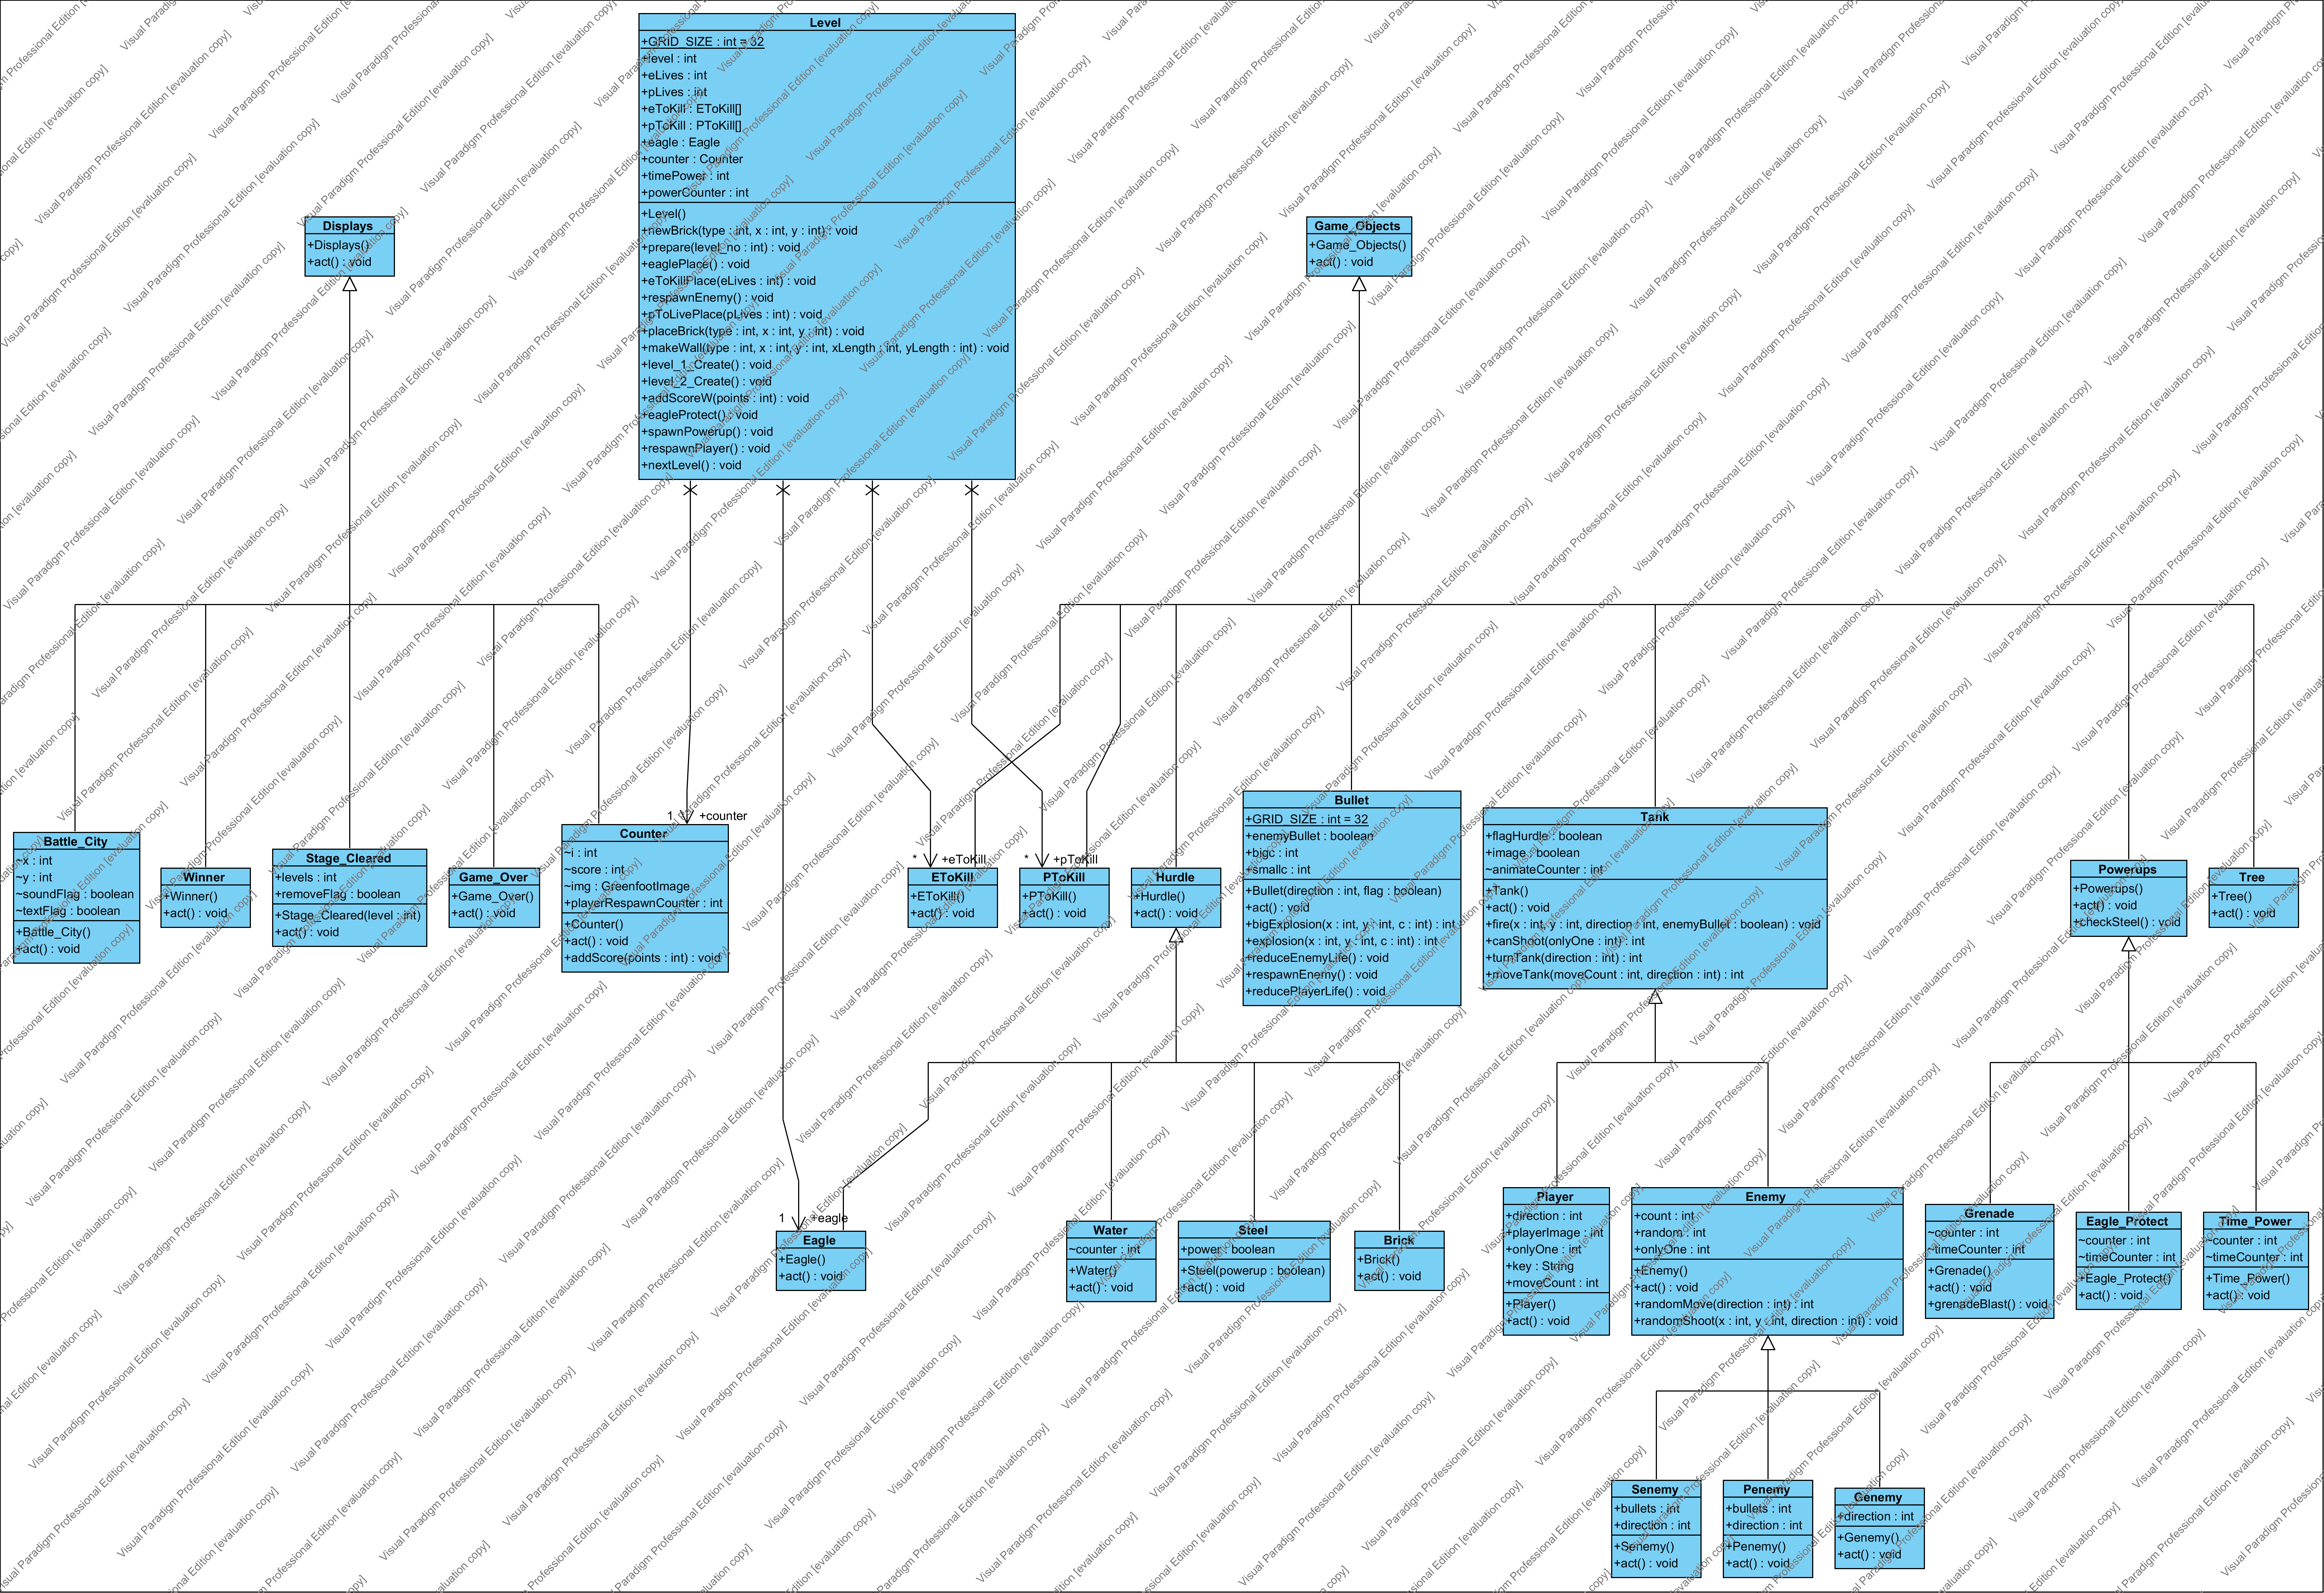 Level
+GRID_SIZE : int = 32
+level : int
+eLives : int
+pLives : int
+eToKill : EToKill[]
+pToKill : PToKill[]
+eagle : Eagle
+counter : Counter
+timePower : int
+powerCounter : int
+Level()
+newBrick(type : int, x : int, y : int) : void
+prepare(level_no : int) : void
+eaglePlace() : void
+eToKillPlace(eLives : int) : void
+respawnEnemy() : void
+pToLivePlace(pLives : int) : void
+placeBrick(type : int, x : int, y : int) : void
+makeWall(type : int, x : int, y : int, xLength : int, yLength : int) : void
+level_1_Create() : void
+level_2_Create() : void
+addScoreW(points : int) : void
+eagleProtect() : void
+spawnPowerup() : void
+respawnPlayer() : void
+nextLevel() : void
Displays
+Displays()
+act() : void
Game_Objects
+Game_Objects()
+act() : void
Battle_City
~x : int
~y : int
~soundFlag : boolean
~textFlag : boolean
+Battle_City()
+act() : void
Winner
+Winner()
+act() : void
Stage_Cleared
+levels : int
+removeFlag : boolean
+Stage_Cleared(level : int)
+act() : void
Game_Over
+Game_Over()
+act() : void
1
+counter
Counter
~i : int
~score : int
~img : GreenfootImage
+playerRespawnCounter : int
+Counter()
+act() : void
+addScore(points : int) : void
*
+eToKill
EToKill
+EToKill()
+act() : void
*
+pToKill
PToKill
+PToKill()
+act() : void
Hurdle
+Hurdle()
+act() : void
Bullet
+GRID_SIZE : int = 32
+enemyBullet : boolean
+bigc : int
+smallc : int
+Bullet(direction : int, flag : boolean)
+act() : void
+bigExplosion(x : int, y : int, c : int) : int
+explosion(x : int, y : int, c : int) : int
+reduceEnemyLife() : void
+respawnEnemy() : void
+reducePlayerLife() : void
Tank
+flagHurdle : boolean
+image : boolean
~animateCounter : int
+Tank()
+act() : void
+fire(x : int, y : int, direction : int, enemyBullet : boolean) : void
+canShoot(onlyOne : int) : int
+turnTank(direction : int) : int
+moveTank(moveCount : int, direction : int) : int
Powerups
+Powerups()
+act() : void
+checkSteel() : void
Tree
+Tree()
+act() : void
1
+eagle
Eagle
+Eagle()
+act() : void
Water
~counter : int
+Water()
+act() : void
Steel
+power : boolean
+Steel(powerup : boolean)
+act() : void
Brick
+Brick()
+act() : void
Player
+direction : int
+playerImage : int
+onlyOne : int
+key : String
+moveCount : int
+Player()
+act() : void
Enemy
+count : int
+random : int
+onlyOne : int
+Enemy()
+act() : void
+randomMove(direction : int) : int
+randomShoot(x : int, y : int, direction : int) : void
Grenade
~counter : int
~timeCounter : int
+Grenade()
+act() : void
+grenadeBlast() : void
Eagle_Protect
~counter : int
~timeCounter : int
+Eagle_Protect()
+act() : void
Time_Power
~counter : int
~timeCounter : int
+Time_Power()
+act() : void
Senemy
+bullets : int
+direction : int
+Senemy()
+act() : void
Penemy
+bullets : int
+direction : int
+Penemy()
+act() : void
Genemy
+direction : int
+Genemy()
+act() : void
Visual Paradigm Professional Edition [evaluation copy]